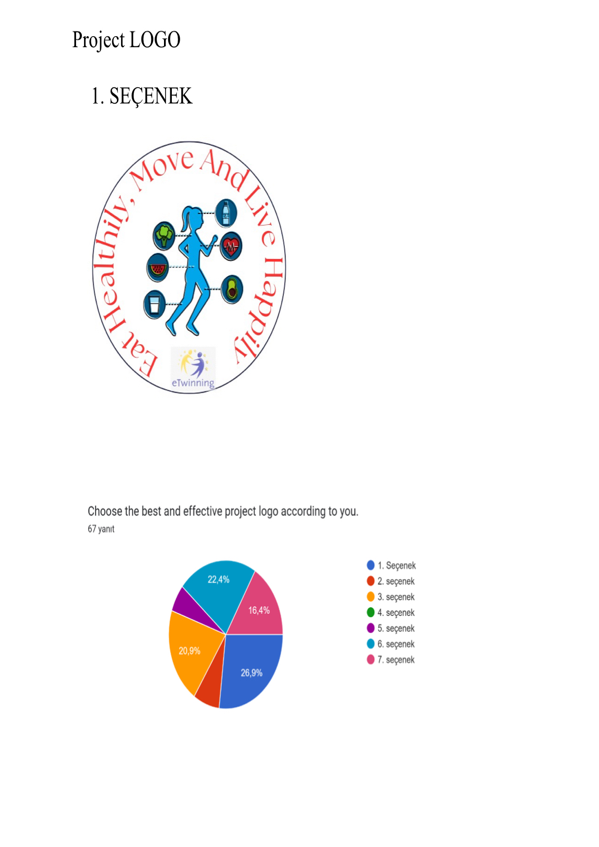 Project LOGO
1. SEÇENEK
Eat Healthily, Move And Live Happily
eTwinning
Choose the best and effective project logo according to you.
67 yanıt
22,4%
16,4%
20,9%
26,9%
1. Seçenek
2. seçenek
3. seçenek
4. seçenek
5. seçenek
6. seçenek
7. seçenek